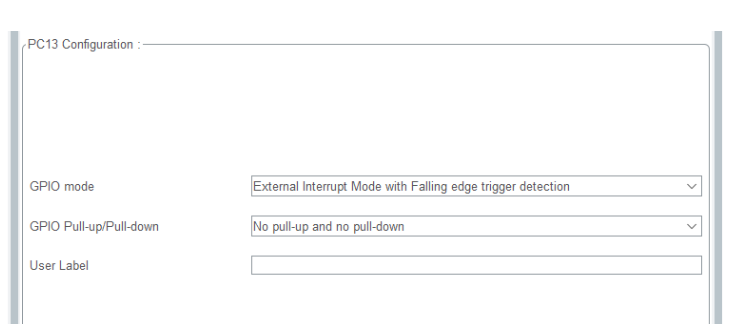 PC13 Configuration :
GPIO mode External Interrupt Mode with Falling edge trigger detection
GPIO Pull-up/Pull-down No pull-up and no pull-down
User Label